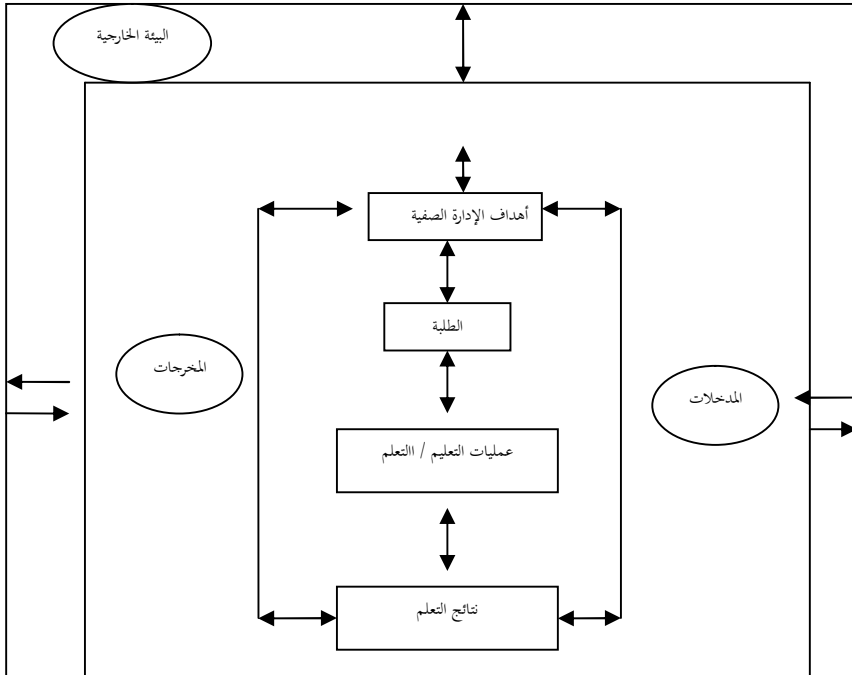 البيئة الخارجية
أهداف الإدارة الصفية
الطلبة
المدخلات
المخرجات
عمليات التعليم / االتعلم
نتائج التعلم